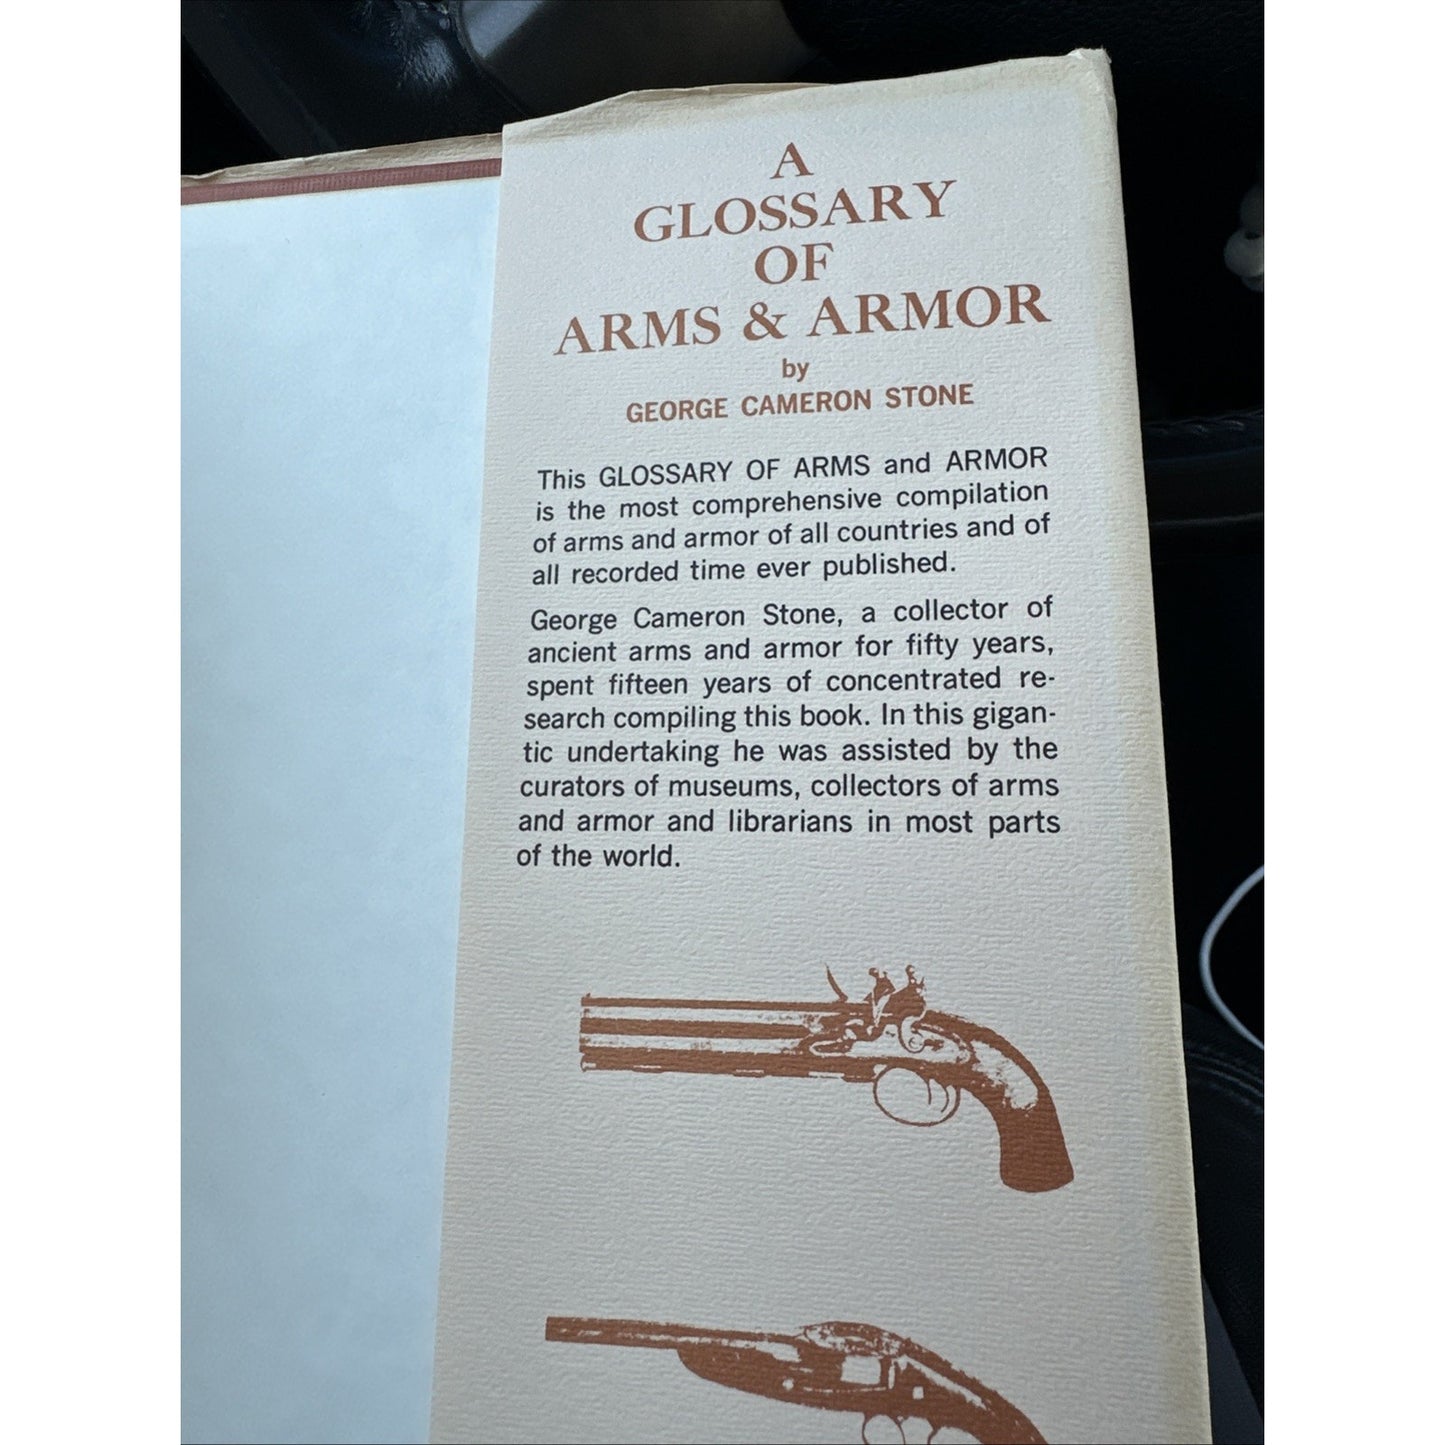 A
GLOSSARY
OF
ARMS & ARMOR
by
GEORGE CAMERON STONE
This GLOSSARY OF ARMS and ARMOR
is the most comprehensive compilation
of arms and armor of all countries and of
all recorded time ever published.
George Cameron Stone, a collector of
ancient arms and armor for fifty years,
spent fifteen years of concentrated re-
search compiling this book. In this gigan-
tic undertaking he was assisted by the
curators of museums, collectors of arms
and armor and librarians in most parts
of the world.